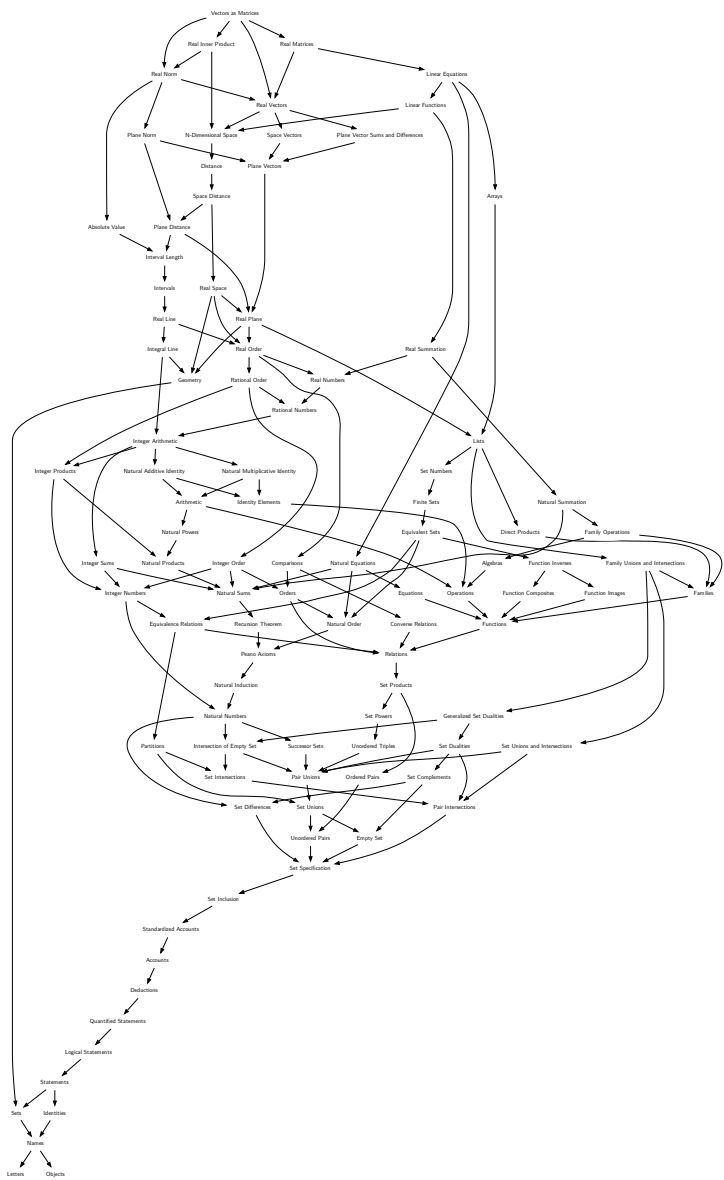 Vectors as Matrices
Real Inner Product
Real Matrices
Real Norm
Linear Equations
Real Vectors
Linear Functions
Plane Norm
N-Dimensional Space
Space Vectors
Plane Vector Sums and Differences
Distance
Plane Vectors
Space Distance
Arrays
Absolute Value
Plane Distance
Interval Length
Intervals
Real Space
Real Line
Real Plane
Integral Line
Real Order
Real Summation
Geometry
Rational Order
Real Numbers
Rational Numbers
Integer Arithmetic
Lists
Integer Products
Natural Additive Identity
Natural Multiplicative Identity
Set Numbers
Arithmetic
Identity Elements
Finite Sets
Natural Summation
Natural Powers
Equivalent Sets
Direct Products
Family Operations
Integer Sums
Natural Products
Integer Order
Comparisons
Natural Equations
Algebras
Function Inverses
Family Unions and Intersections
Integer Numbers
Natural Sums
Orders
Equations
Operations
Function Composites
Function Images
Families
Equivalence Relations
Recursion Theorem
Natural Order
Converse Relations
Functions
Peano Axioms
Relations
Natural Induction
Set Products
Natural Numbers
Set Powers
Generalized Set Dualities
Partitions
Intersection of Empty Set
Successor Sets
Unordered Triples
Set Dualities
Set Unions and Intersections
Set Intersections
Pair Unions
Ordered Pairs
Set Complements
Set Differences
Set Unions
Pair Intersections
Unordered Pairs
Empty Set
Set Specification
Set Inclusion
Standardized Accounts
Accounts
Deductions
Quantified Statements
Logical Statements
Statements
Sets
Identities
Names
Letters
Objects